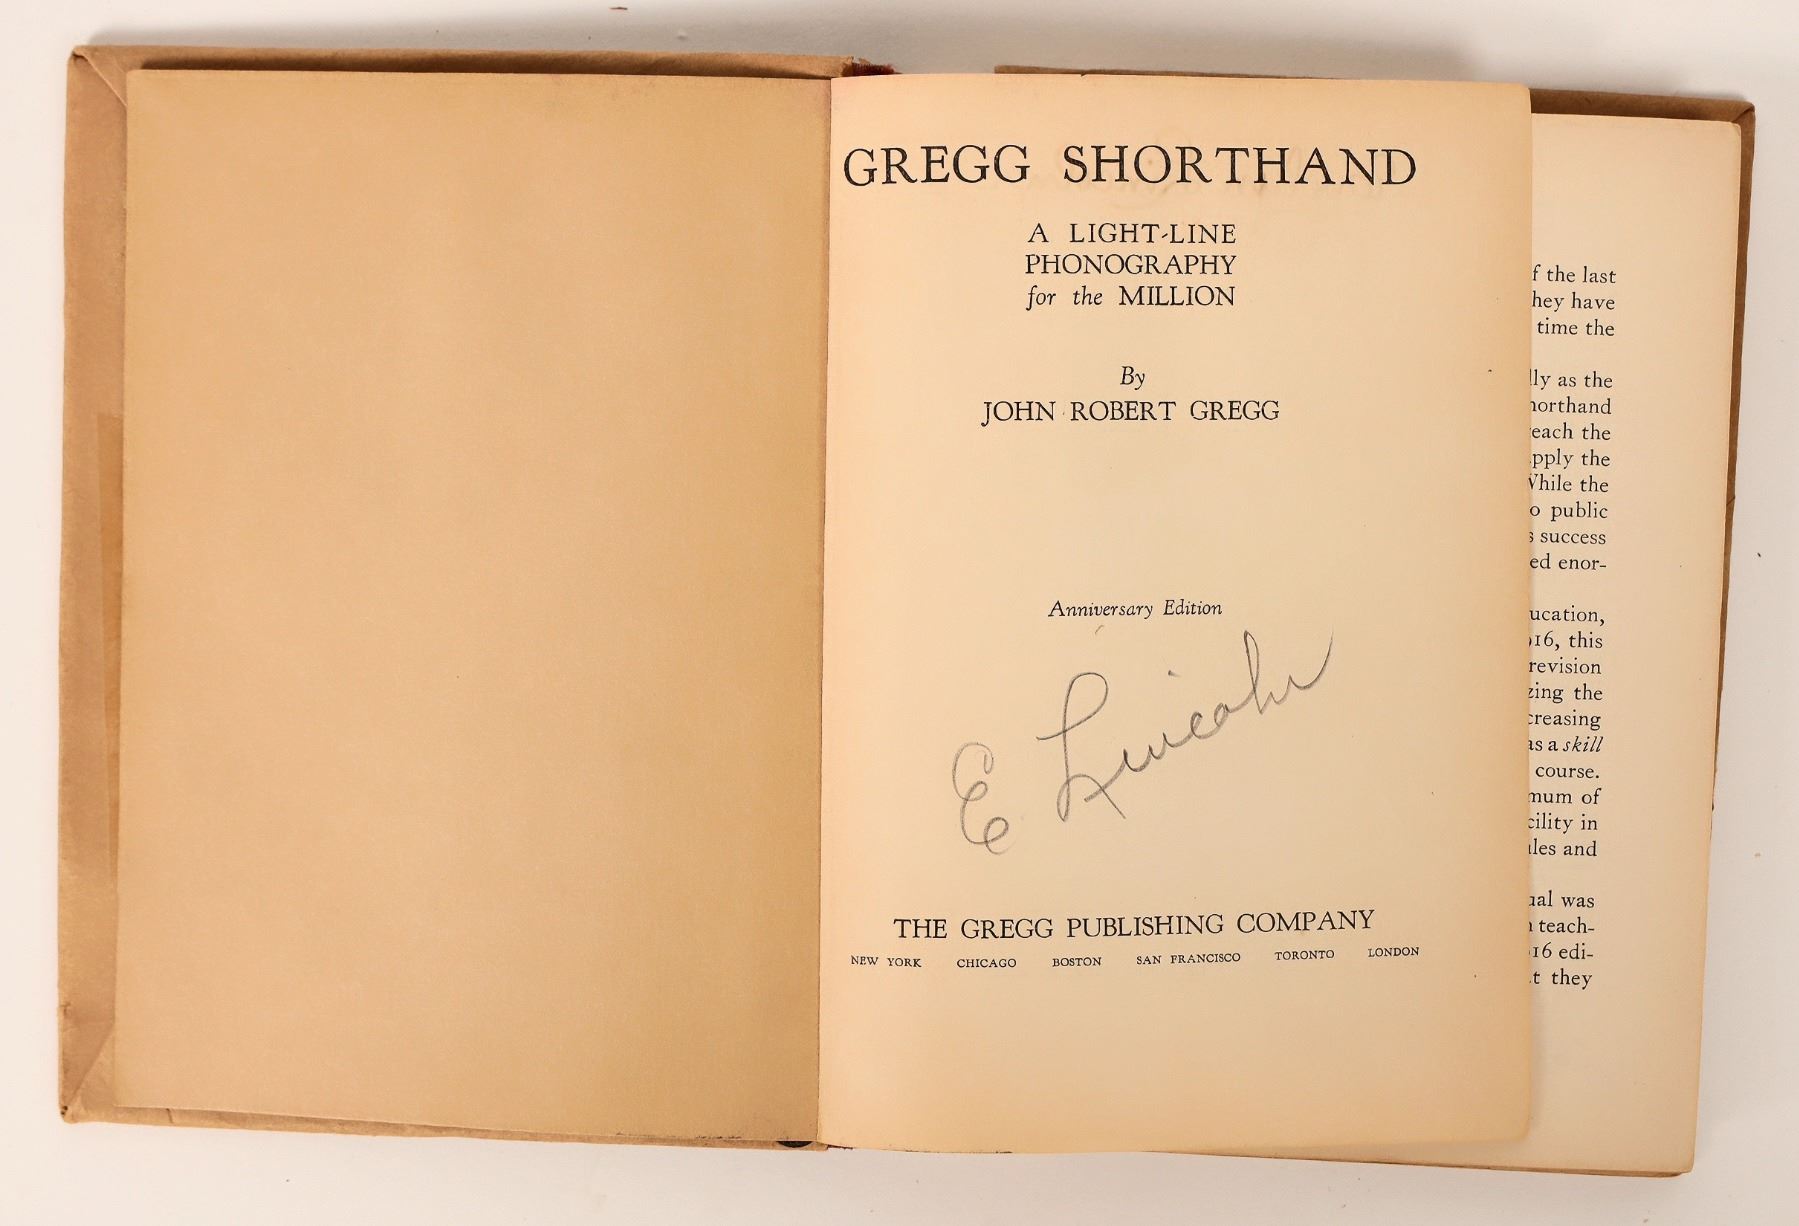 GREGG SHORTHAND
A LIGHT-LINE
PHONOGRAPHY
for the MILLION
By
JOHN ROBERT GREGG
Anniversary Edition
E Lincoln
THE GREGG PUBLISHING COMPANY
NEW YORK CHICAGO BOSTON SAN FRANCISCO TORONTO LONDON
f the last
hey have
time the
lly as the
horthand
each the
pply the
While the
o public
s success
ed enor-
ucation,
16, this
revision
zing the
creasing
as a skill
course.
mum of
cility in
les and
ual was
teach-
16 edi-
t they